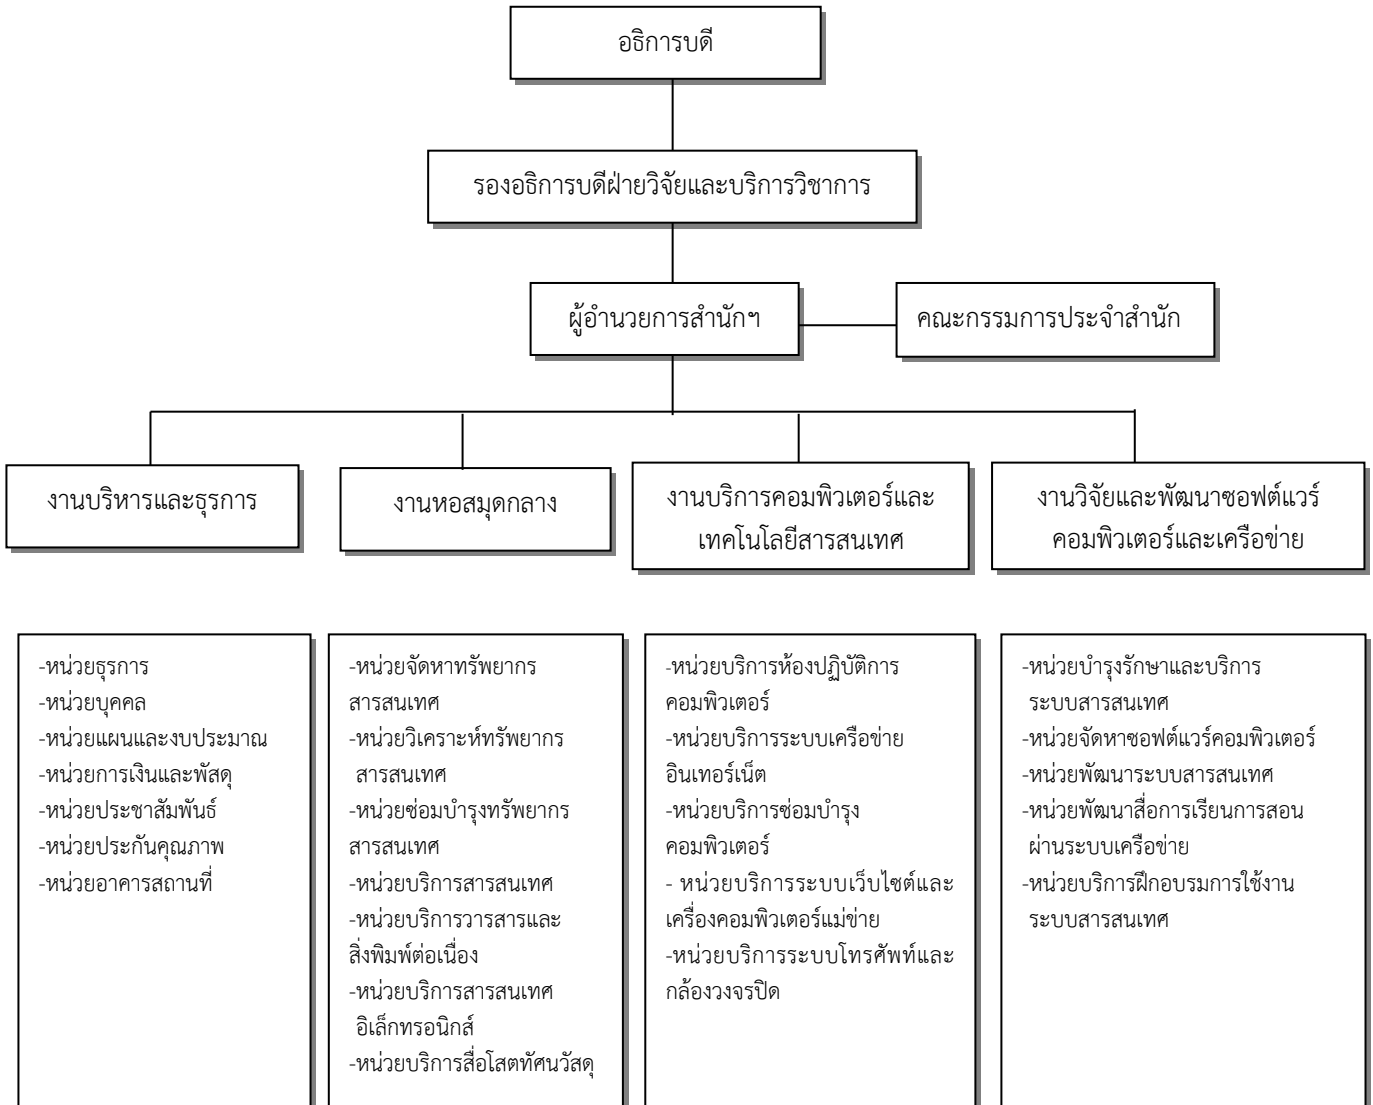 อธิการบดี
รองอธิการบดีฝ่ายวิจัยและบริการวิชาการ
ผู้อำนวยการสำนักฯ
คณะกรรมการประจำสำนัก
งานบริหารและธุรการ
งานหอสมุดกลาง
งานบริการคอมพิวเตอร์และ
เทคโนโลยีสารสนเทศ
งานวิจัยและพัฒนาซอฟต์แวร์
คอมพิวเตอร์และเครือข่าย
-หน่วยธุรการ
-หน่วยบุคคล
-หน่วยแผนและงบประมาณ
-หน่วยการเงินและพัสดุ
-หน่วยประชาสัมพันธ์
-หน่วยประกันคุณภาพ
-หน่วยอาคารสถานที่
-หน่วยจัดหาทรัพยากร
สารสนเทศ
-หน่วยวิเคราะห์ทรัพยากร
สารสนเทศ
-หน่วยซ่อมบำรุงทรัพยากร
สารสนเทศ
-หน่วยบริการสารสนเทศ
-หน่วยบริการวารสารและ
สิ่งพิมพ์ต่อเนื่อง
-หน่วยบริการสารสนเทศ
อิเล็กทรอนิกส์
-หน่วยบริการสื่อโสตทัศนวัสดุ
-หน่วยบริการห้องปฏิบัติการ
คอมพิวเตอร์
-หน่วยบริการระบบเครือข่าย
อินเทอร์เน็ต
-หน่วยบริการซ่อมบำรุง
คอมพิวเตอร์
- หน่วยบริการระบบเว็บไซต์และ
เครื่องคอมพิวเตอร์แม่ข่าย
-หน่วยบริการระบบโทรศัพท์และ
กล้องวงจรปิด
-หน่วยบำรุงรักษาและบริการ
ระบบสารสนเทศ
-หน่วยจัดหาซอฟต์แวร์คอมพิวเตอร์
-หน่วยพัฒนาระบบสารสนเทศ
-หน่วยพัฒนาสื่อการเรียนการสอน
ผ่านระบบเครือข่าย
-หน่วยบริการฝึกอบรมการใช้งาน
ระบบสารสนเทศ